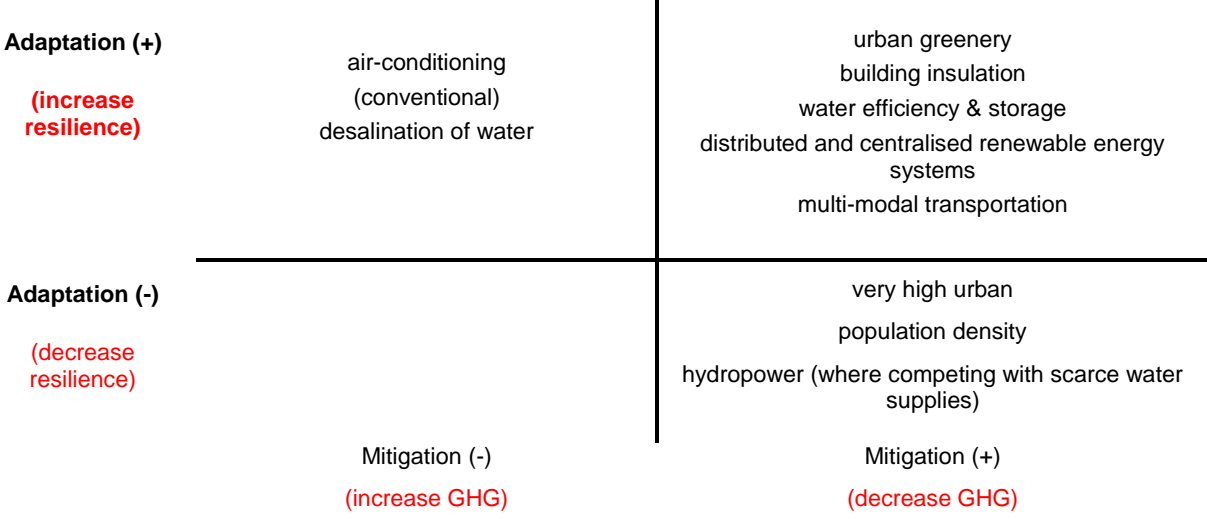 Adaptation (+)
(increase
resilience)
air-conditioning
(conventional)
desalination of water
urban greenery
building insulation
water efficiency & storage
distributed and centralised renewable energy
systems
multi-modal transportation
Adaptation (-)
(decrease
resilience)
very high urban
population density
hydropower (where competing with scarce water
supplies)
Mitigation (-)
(increase GHG)
Mitigation (+)
(decrease GHG)